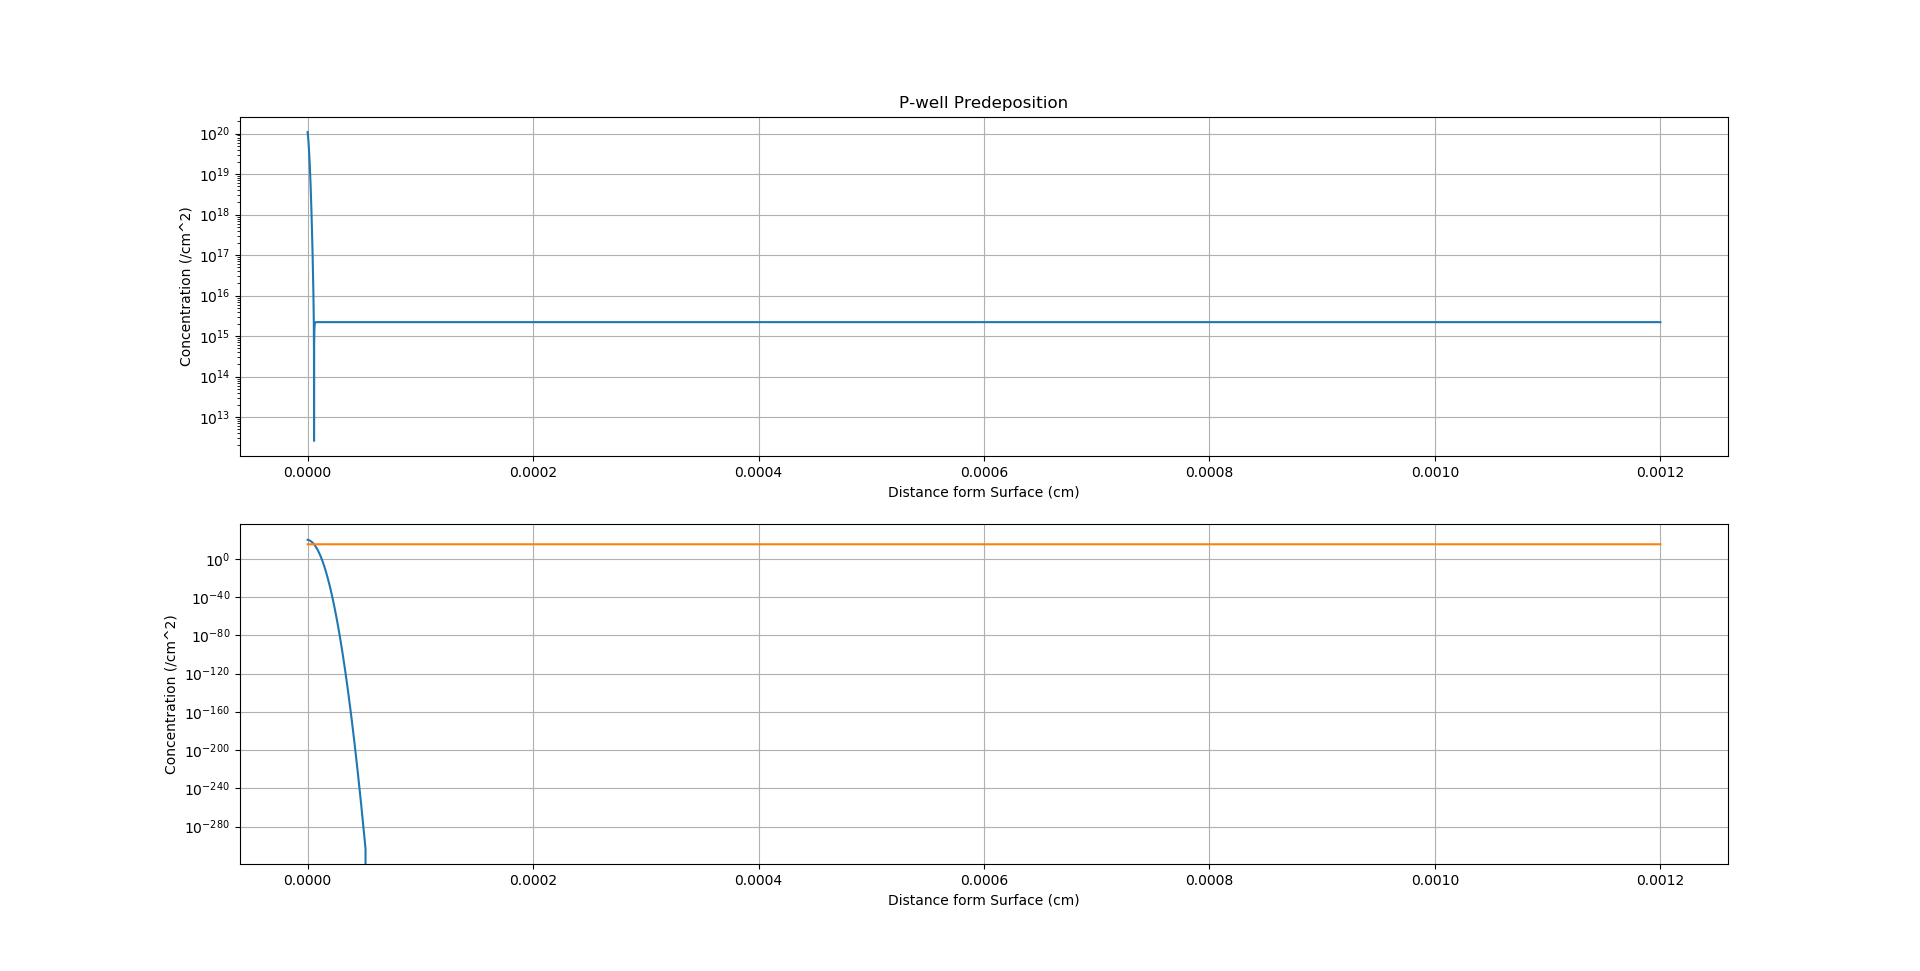 P-well Predeposition
Concentration (/cm^2)
10^20
10^19
10^18
10^17
10^16
10^15
10^14
10^13
0.0000 0.0002 0.0004 0.0006 0.0008 0.0010 0.0012
Distance form Surface (cm)
Concentration (/cm^2)
10^0
10^−40
10^−80
10^−120
10^−160
10^−200
10^−240
10^−280
0.0000 0.0002 0.0004 0.0006 0.0008 0.0010 0.0012
Distance form Surface (cm)